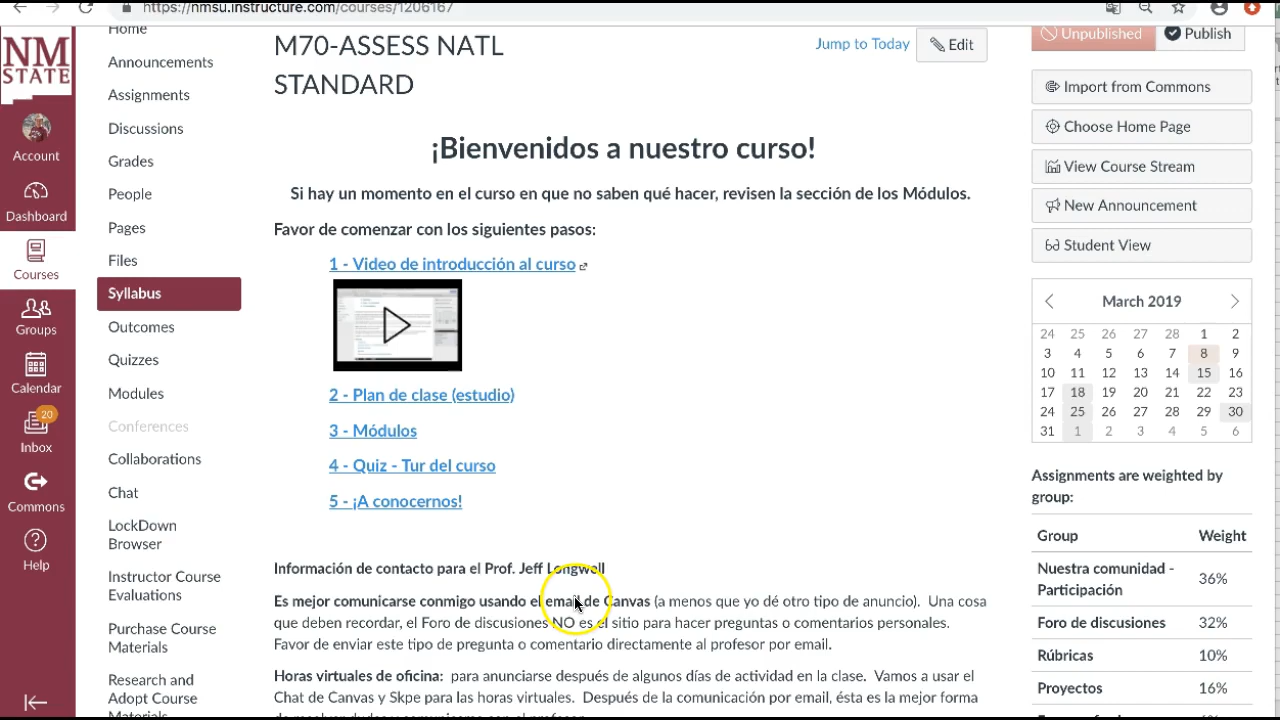 https://nmsu.instructure.com/courses/1206167
NM
STATE
Account
Dashboard
Courses
Groups
Calendar
20
Inbox
Commons
Help
Home
Announcements
Assignments
Discussions
Grades
People
Pages
Files
Syllabus
Outcomes
Quizzes
Modules
Conferences
Collaborations
Chat
LockDown
Browser
Instructor Course
Evaluations
Purchase Course
Materials
Research and
Adopt Course
Materials
M70-ASSESS NATL
STANDARD
Jump to Today
Edit
¡Bienvenidos a nuestro curso!
Si hay un momento en el curso en que no saben qué hacer, revisen la sección de los Módulos.
Favor de comenzar con los siguientes pasos:
1 - Video de introducción al curso
2 - Plan de clase (estudio)
3 - Módulos
4 - Quiz - Tur del curso
5 - ¡A conocernos!
Información de contacto para el Prof. Jeff Longwell
Es mejor comunicarse conmigo usando el email de Canvas (a menos que yo dé otro tipo de anuncio). Una cosa
que deben recordar, el Foro de discusiones NO es el sitio para hacer preguntas o comentarios personales.
Favor de enviar este tipo de pregunta o comentario directamente al profesor por email.
Horas virtuales de oficina: para anunciarse después de algunos días de actividad en la clase. Vamos a usar el
Chat de Canvas y Skpe para las horas virtuales. Después de la comunicación por email, ésta es la mejor forma
Unpublished
Publish
Import from Commons
Choose Home Page
View Course Stream
New Announcement
Student View
March 2019
24 25 26 27 28 1 2
3 4 5 6 7 8 9
10 11 12 13 14 15 16
17 18 19 20 21 22 23
24 25 26 27 28 29 30
31 1 2 3 4 5 6
Assignments are weighted by
group:
Group Weight
Nuestra comunidad -
Participación 36%
Foro de discusiones 32%
Rúbricas 10%
Proyectos 16%